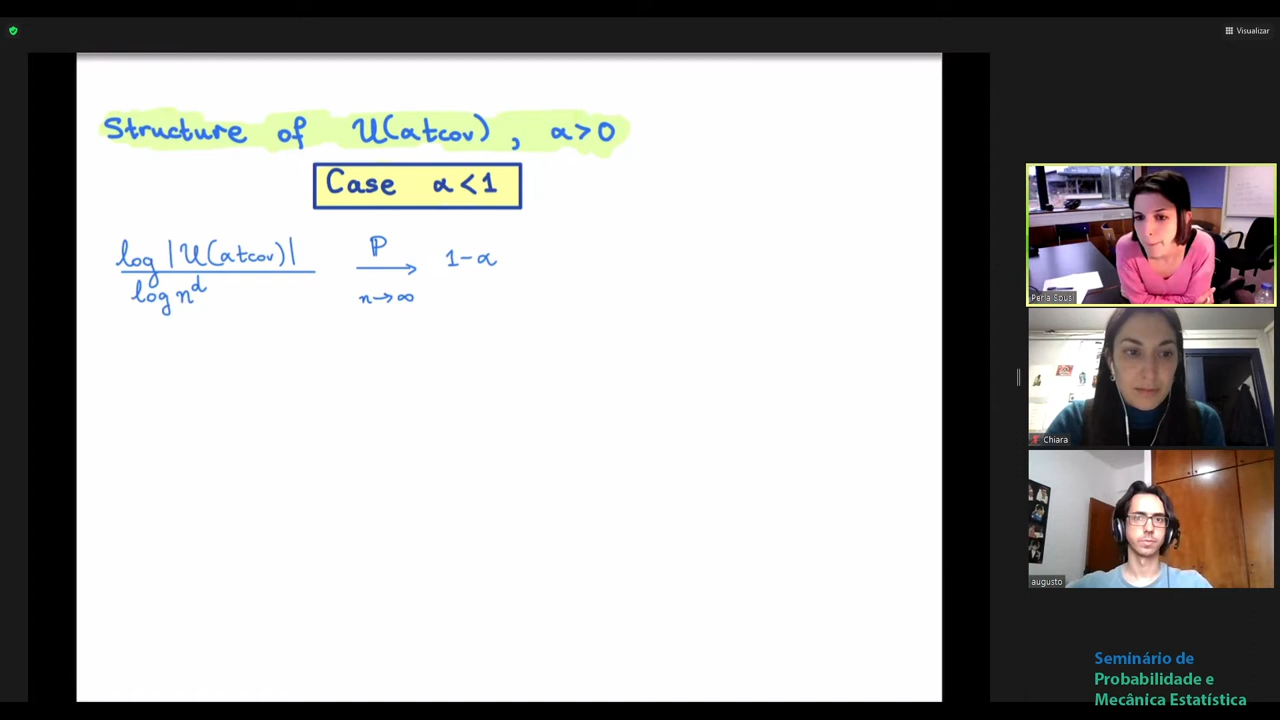 Visualizar
Structure of U(αtcov), α>0
Case α<1
log |U(αtcov)|
log n^d
P
n→∞
1-α
Perla Sousi
Chiara
augusto
Seminário de
Probabilidade e
Mecânica Estatística